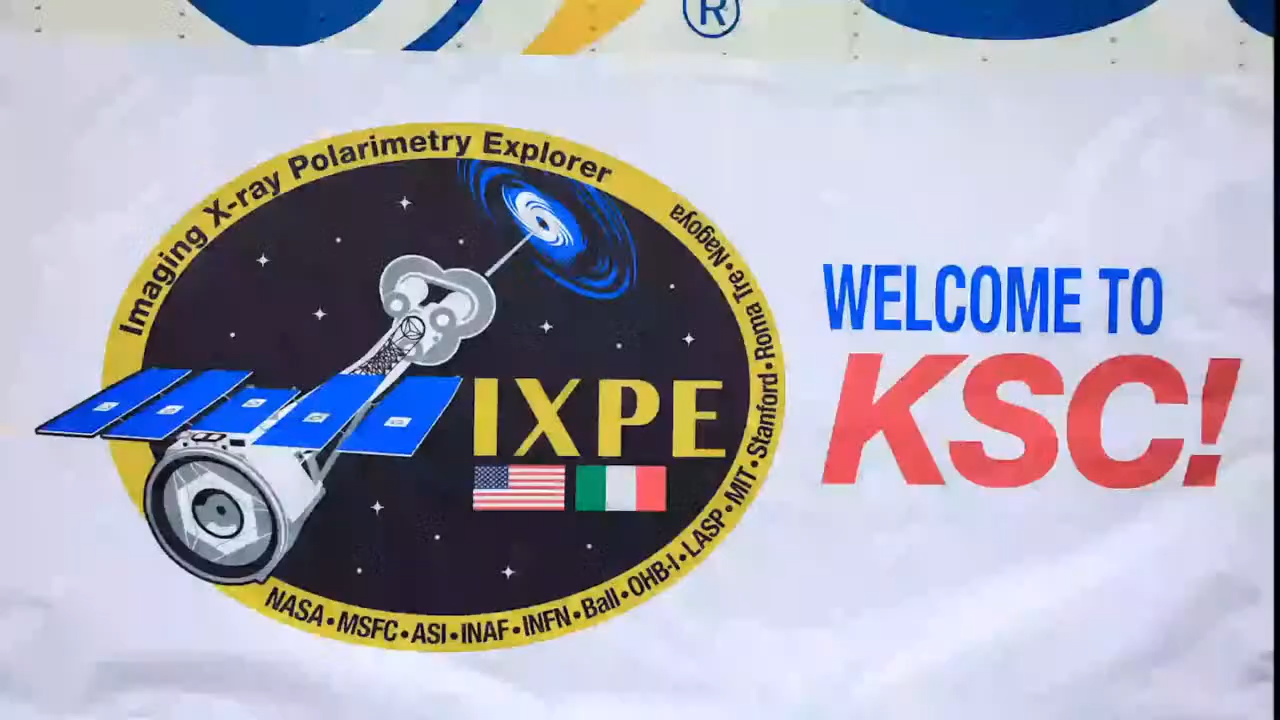 ®
Imaging X-ray Polarimetry Explorer
IXPE
NASA•MSFC•ASI•INAF•INFN•Ball•OHB-I•LASP•MIT•Stanford•Roma Tre•Nagoya
WELCOME TO
KSC!